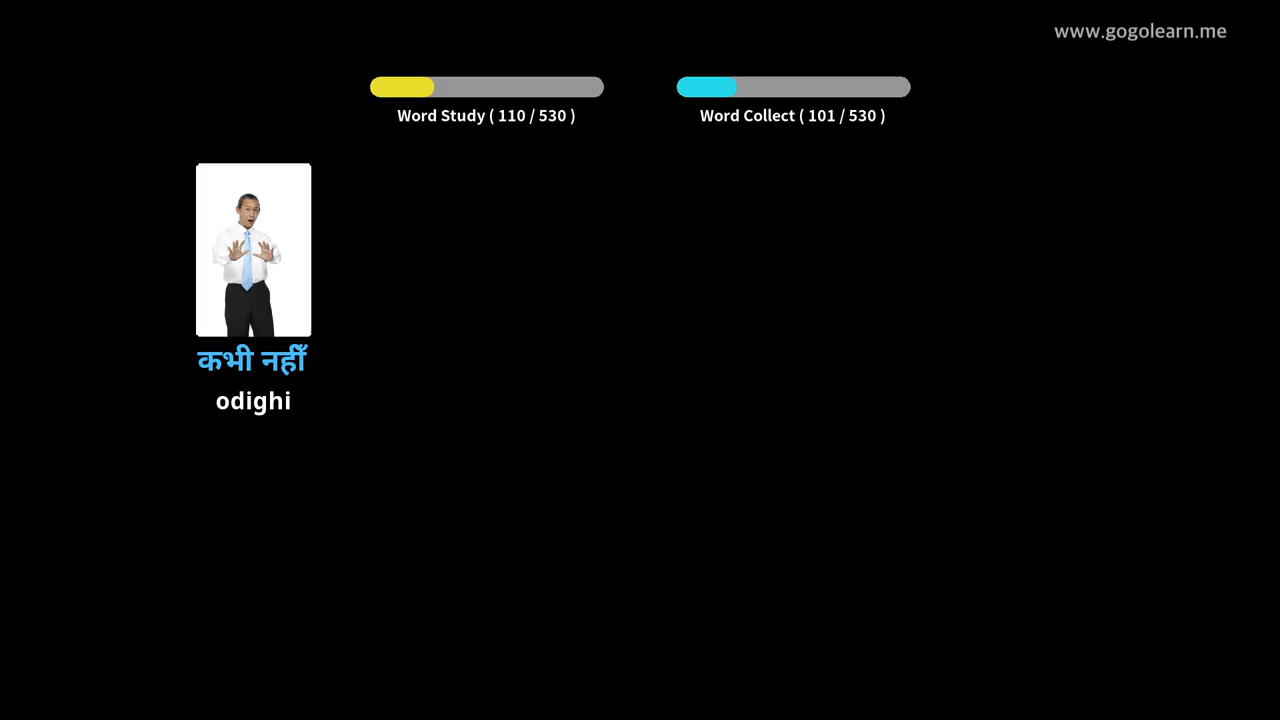 www.gogolearn.me
Word Study ( 110 / 530 )
Word Collect ( 101 / 530 )
कभी नहीँ
odighi